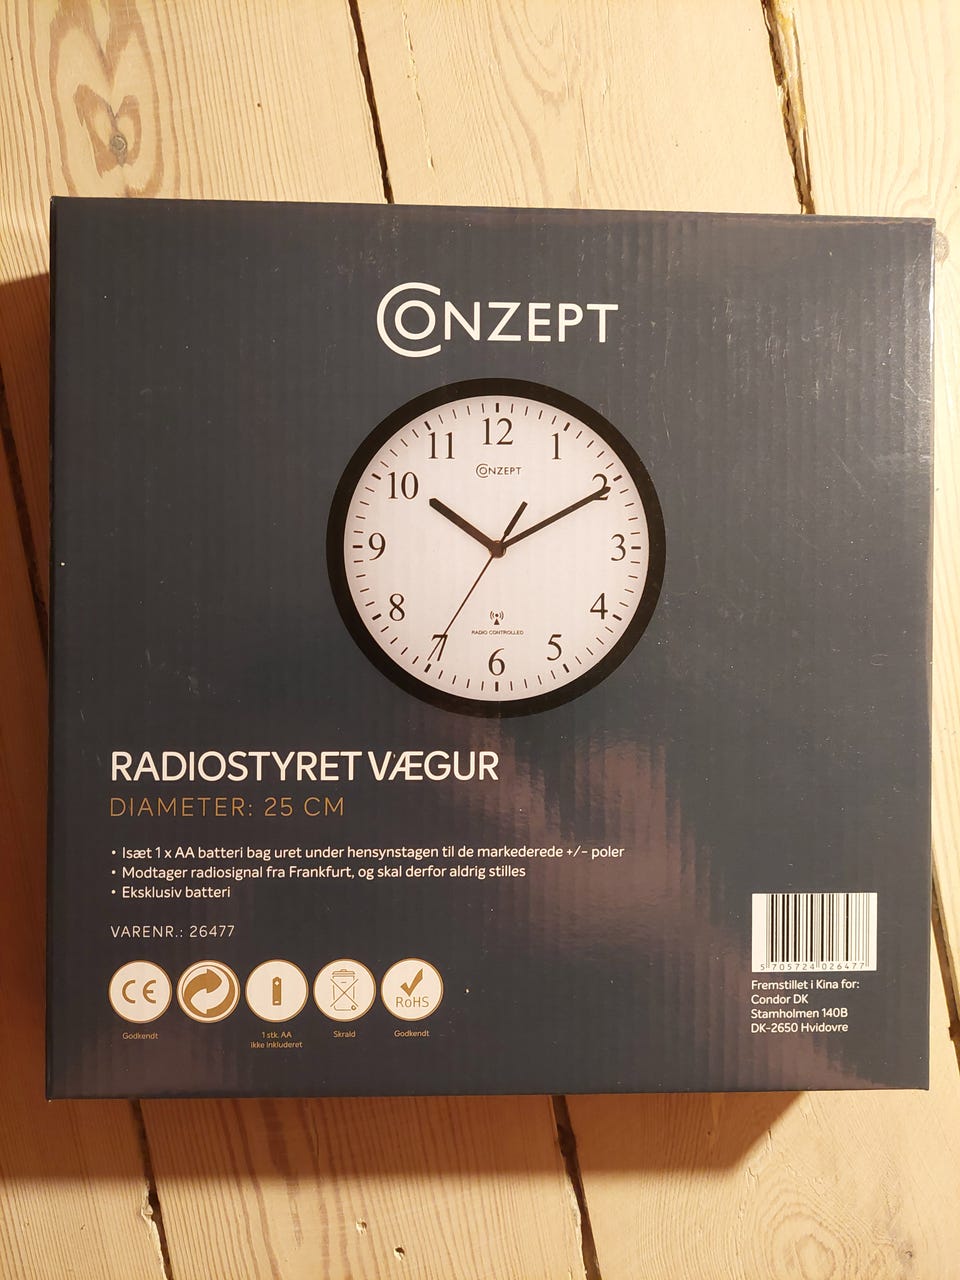 CONZEPT
12
11
1
CONZEPT
10
2
9
3
8
4
RADIO CONTROLLED
7
5
6
RADIOSTYRET VÆGUR
DIAMETER: 25 CM
• Isæt 1 x AA batteri bag uret under hensynstagen til de markederede +/- poler
• Modtager radiosignal fra Frankfurt, og skal derfor aldrig stilles
• Eksklusiv batteri
VARENR.: 26477
CE
RoHS
Godkendt
1 stk. AA
ikke inkluderet
Skrald
Godkendt
5 705724 026477
Fremstillet i Kina for:
Condor DK
Stamholmen 140B
DK-2650 Hvidovre